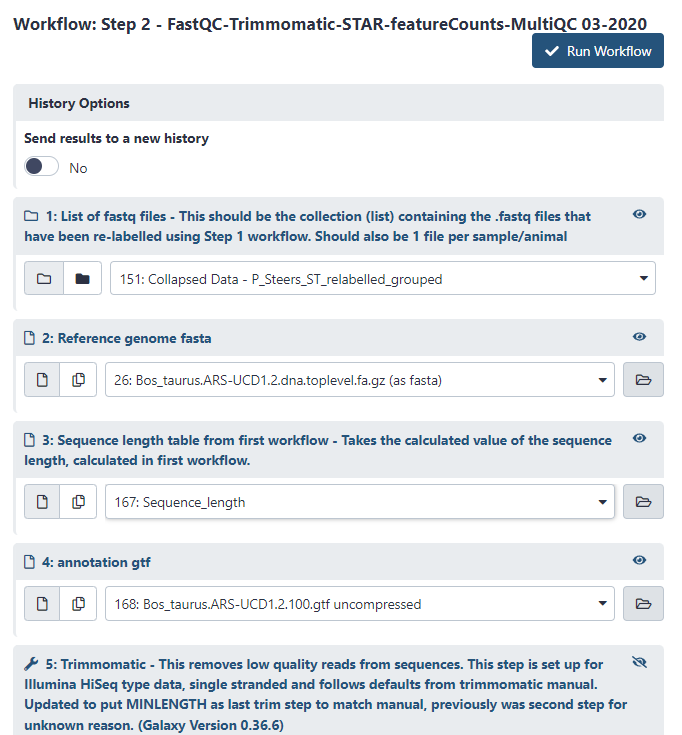 Workflow: Step 2 - FastQC-Trimmomatic-STAR-featureCounts-MultiQC 03-2020
Run Workflow
History Options
Send results to a new history
No
1: List of fastq files - This should be the collection (list) containing the .fastq files that
have been re-labelled using Step 1 workflow. Should also be 1 file per sample/animal
151: Collapsed Data - P_Steers_ST_relabelled_grouped
2: Reference genome fasta
26: Bos_taurus.ARS-UCD1.2.dna.toplevel.fa.gz (as fasta)
3: Sequence length table from first workflow - Takes the calculated value of the sequence
length, calculated in first workflow.
167: Sequence_length
4: annotation gtf
168: Bos_taurus.ARS-UCD1.2.100.gtf uncompressed
5: Trimmomatic - This removes low quality reads from sequences. This step is set up for
Illumina HiSeq type data, single stranded and follows defaults from trimmomatic manual.
Updated to put MINLENGTH as last trim step to match manual, previously was second step for
unknown reason. (Galaxy Version 0.36.6)